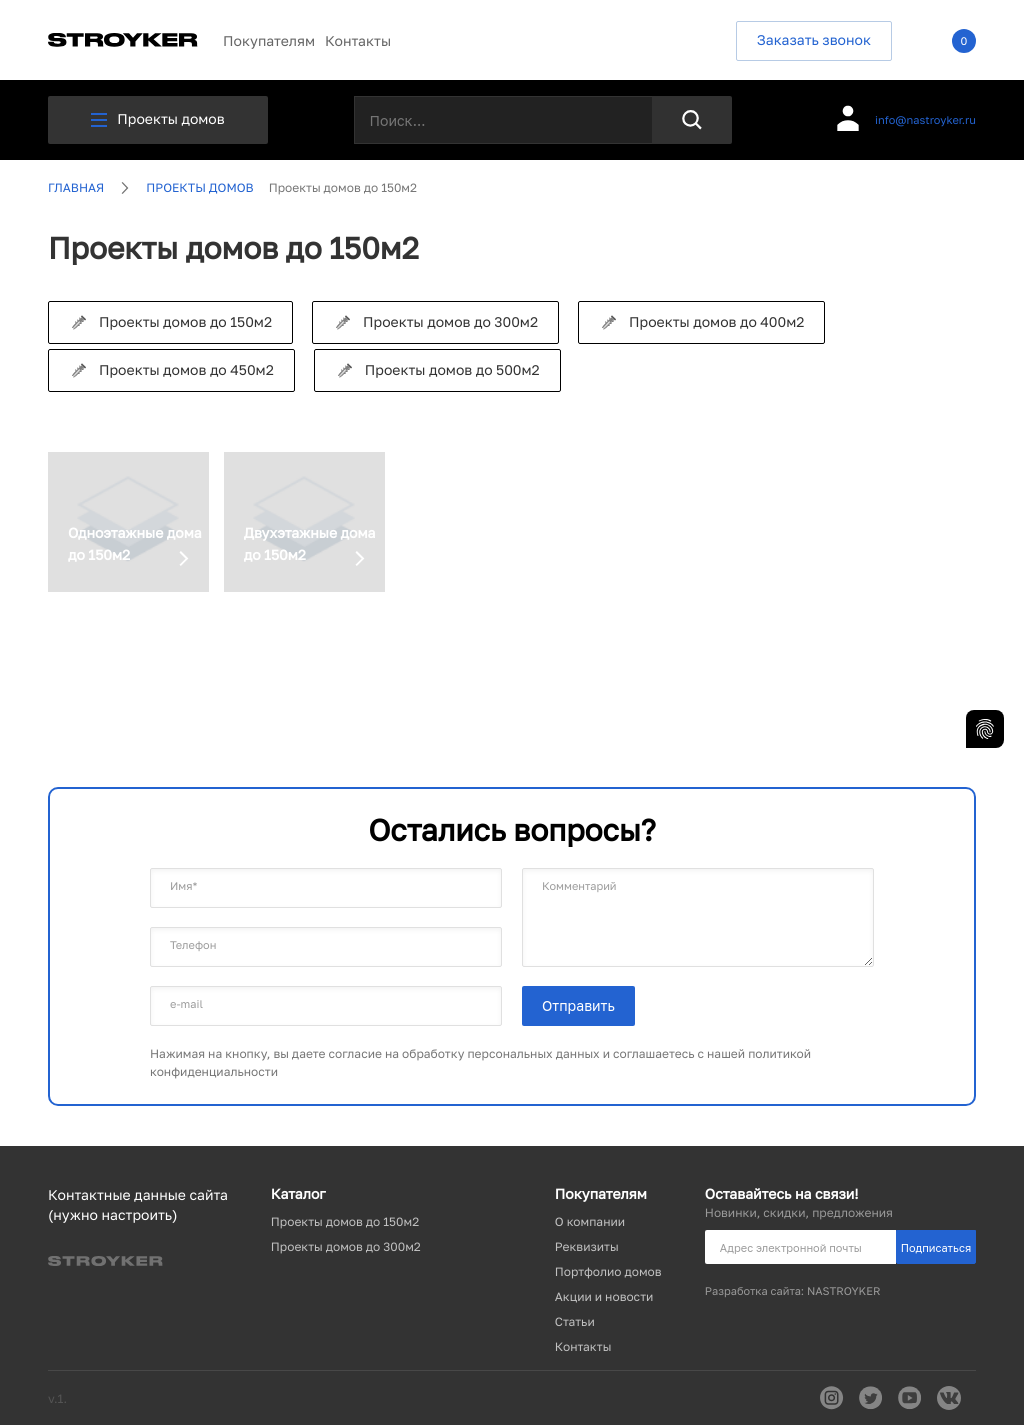 STROYKER
Покупателям Контакты
Заказать звонок
0
Проекты домов
Поиск...
info@nastroyker.ru
ГЛАВНАЯ
ПРОЕКТЫ ДОМОВ
Проекты домов до 150м2
Проекты домов до 150м2
Проекты домов до 150м2
Проекты домов до 300м2
Проекты домов до 400м2
Проекты домов до 450м2
Проекты домов до 500м2
Одноэтажные дома
до 150м2
Двухэтажные дома
до 150м2
Остались вопросы?
Имя*
Телефон
e-mail
Комментарий
Отправить
Нажимая на кнопку, вы даете согласие на обработку персональных данных и соглашаетесь с нашей политикой
конфиденциальности
Контактные данные сайта
(нужно настроить)
STROYKER
Каталог
Проекты домов до 150м2
Проекты домов до 300м2
Покупателям
О компании
Реквизиты
Портфолио домов
Акции и новости
Статьи
Контакты
Оставайтесь на связи!
Новинки, скидки, предложения
Адрес электронной почты
Подписаться
Разработка сайта: NASTROYKER
v.1.